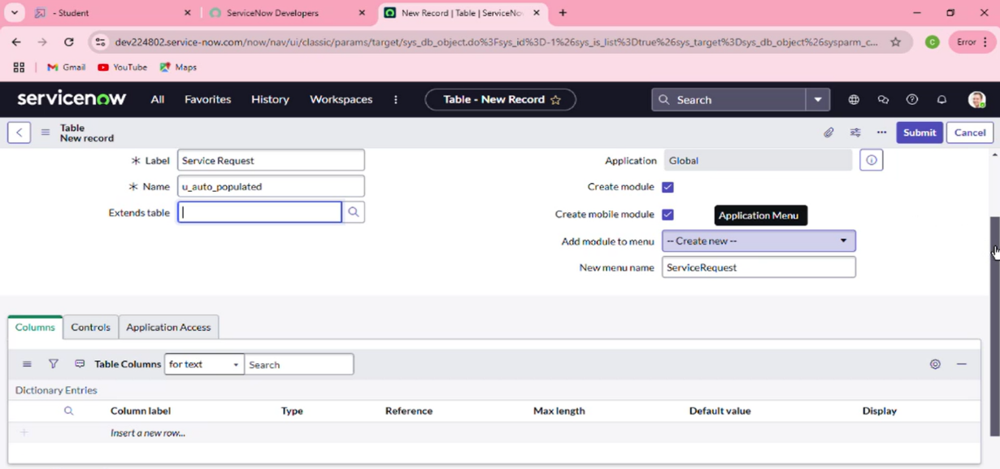 - Student
ServiceNow Developers
New Record | Table | ServiceNo
dev224802.service-now.com/now/nav/ui/classic/params/target/sys_db_object.do%3Fsys_id%3D-1%26sys_is_list%3Dtrue%26sys_target%3Dsys_db_object%26sysparm_c...
C
Error
Gmail YouTube Maps
servicenow All Favorites History Workspaces Table - New Record Search
Table
New record
Submit Cancel
* Label Service Request Application Global
* Name u_auto_populated Create module
Extends table Create mobile module Application Menu
Add module to menu -- Create new --
New menu name ServiceRequest
Columns Controls Application Access
Table Columns for text Search
Dictionary Entries
Column label Type Reference Max length Default value Display
Insert a new row...